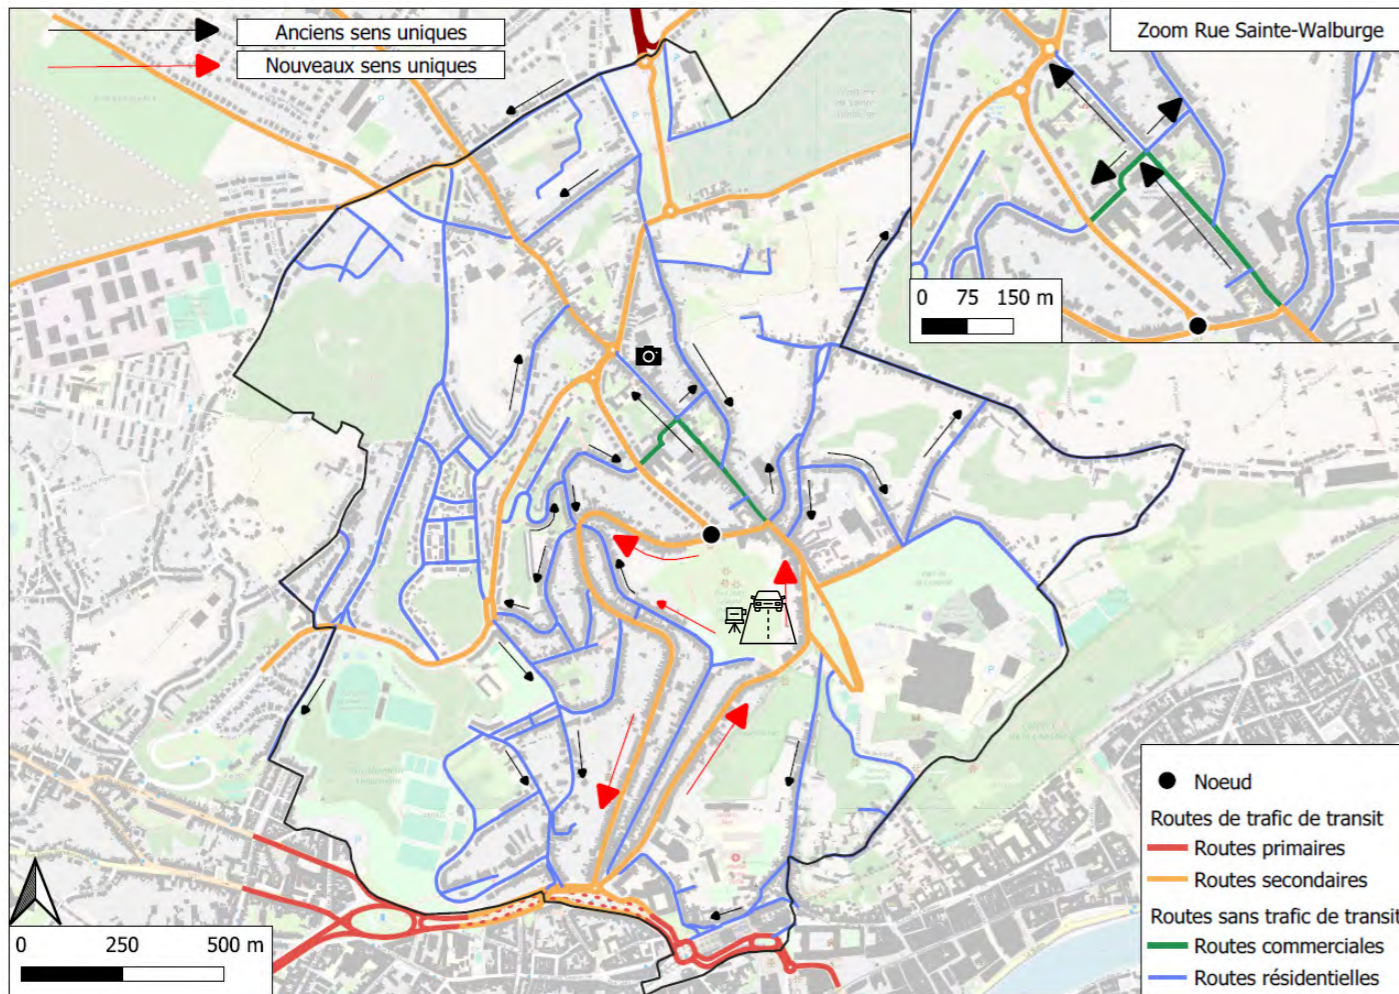 Anciens sens uniques
Nouveaux sens uniques
Zoom Rue Sainte-Walburge
0 75 150 m
Noeud
Routes de trafic de transit
Routes primaires
Routes secondaires
Routes sans trafic de transit
Routes commerciales
Routes résidentielles
0 250 500 m